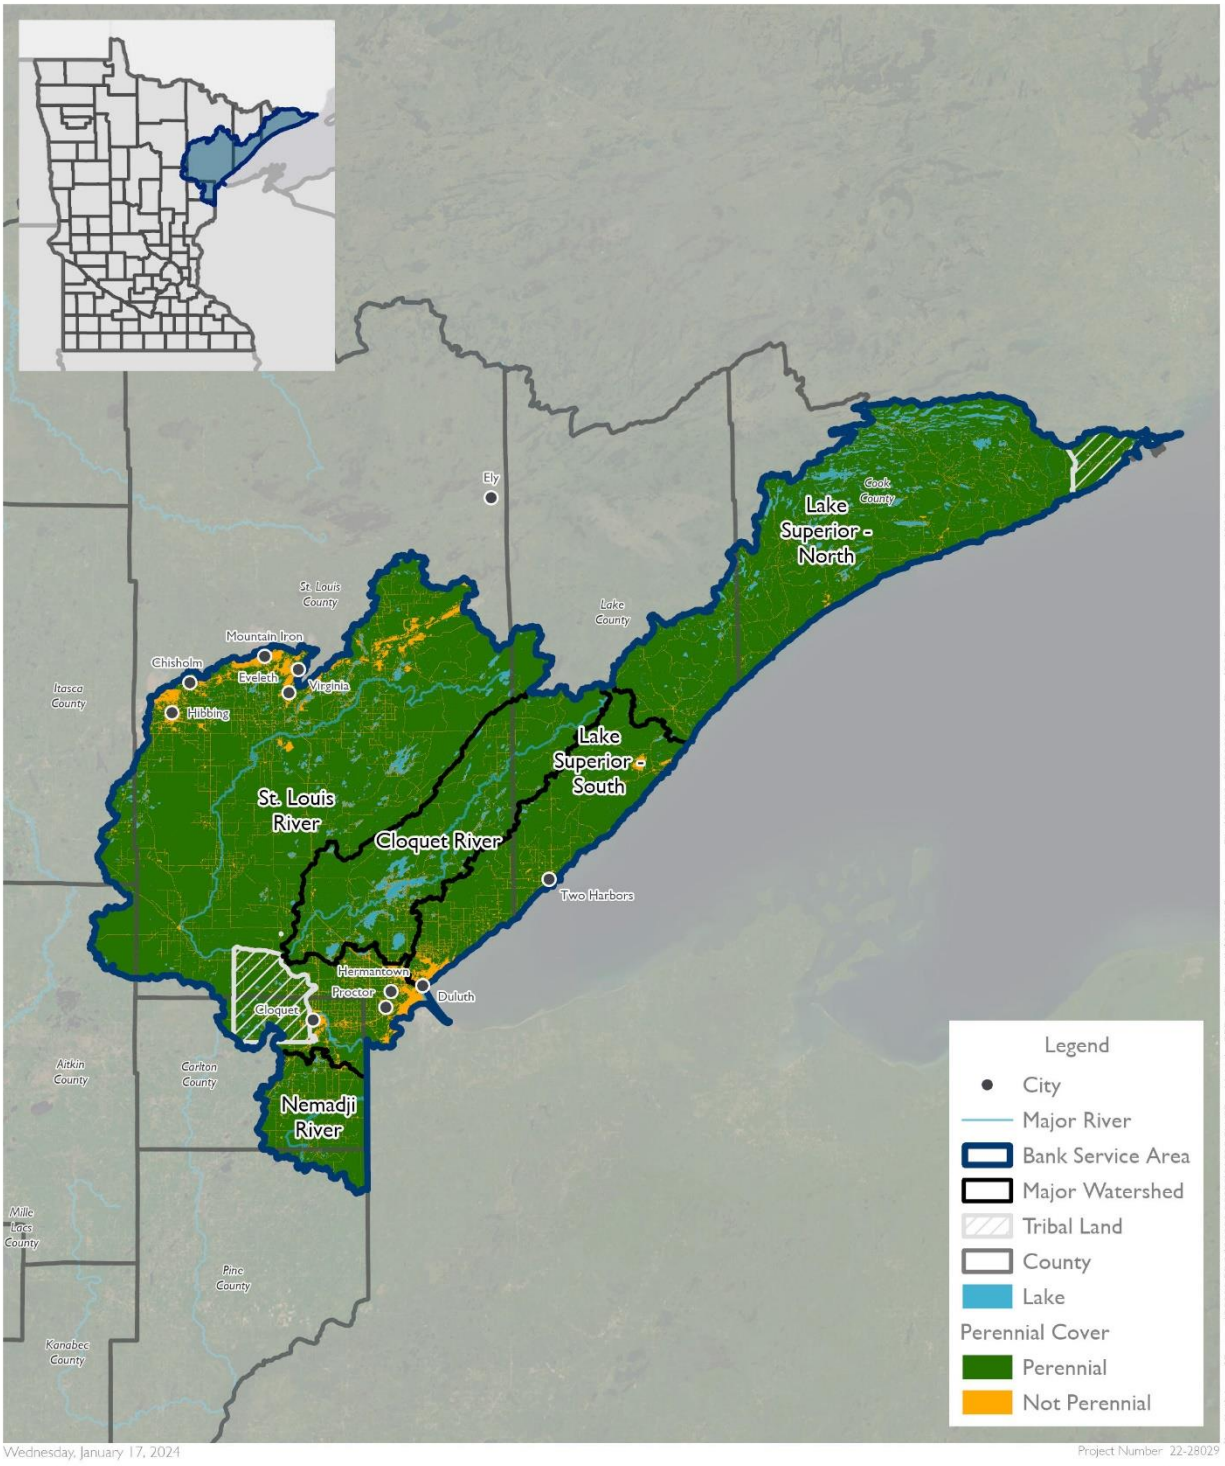 Ely
Cook
County
Lake
Superior -
North
St. Louis
County
Lake
County
Mountain Iron
Chisholm
Eveleth
Virginia
Itasca
County
Hibbing
Lake
Superior -
South
St. Louis
River
Cloquet River
Two Harbors
Hermantown
Proctor
Duluth
Cloquet
Aitkin
County
Carlton
County
Nemadji
River
Mille
Lacs
County
Pine
County
Kanabec
County
Legend
City
Major River
Bank Service Area
Major Watershed
Tribal Land
County
Lake
Perennial Cover
Perennial
Not Perennial
Wednesday, January 17, 2024
Project Number 22-28029